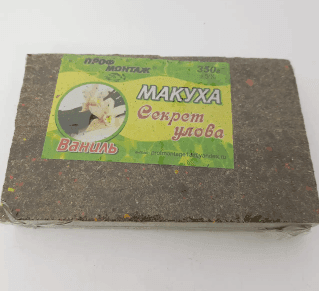 ПРОФ
МОНТАЖ
350г
МАКУХА
Секрет
улова
Ваниль